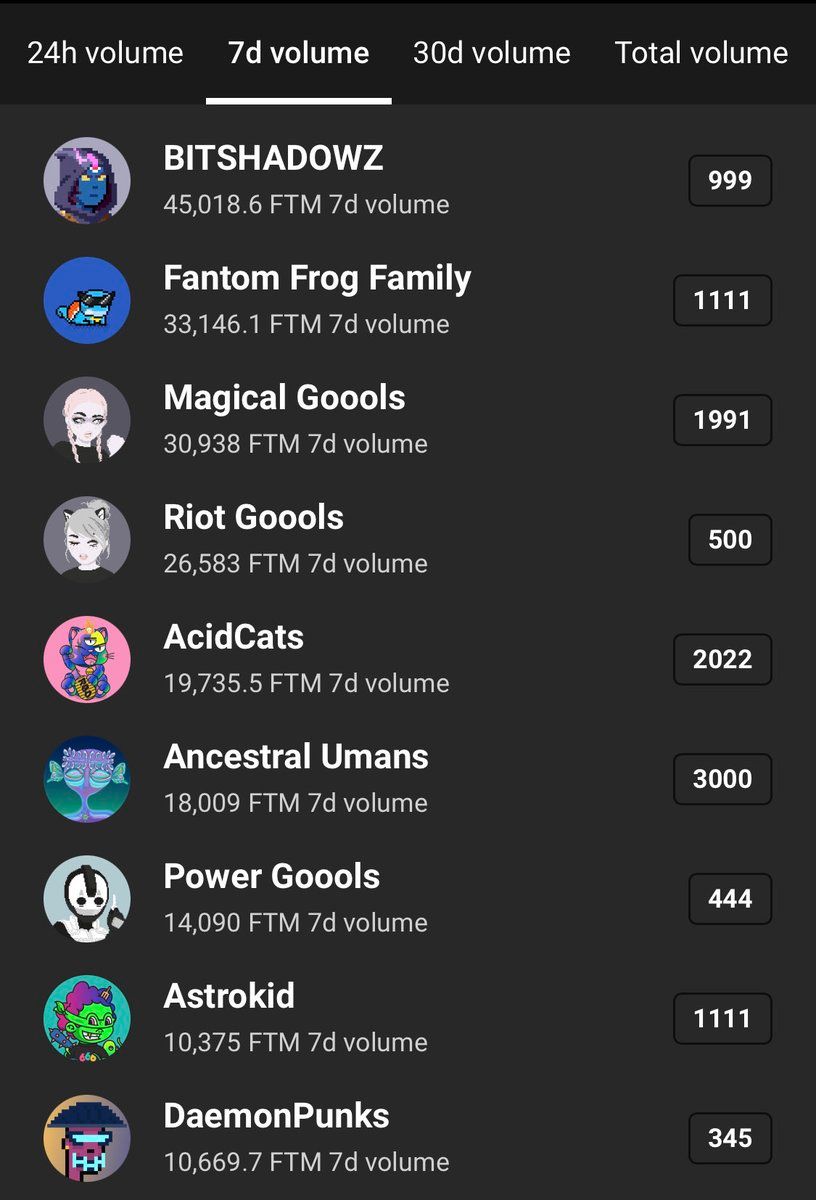 24h volume 7d volume 30d volume Total volume
BITSHADOWZ
45,018.6 FTM 7d volume
999
Fantom Frog Family
33,146.1 FTM 7d volume
1111
Magical Goools
30,938 FTM 7d volume
1991
Riot Goools
26,583 FTM 7d volume
500
AcidCats
19,735.5 FTM 7d volume
2022
Ancestral Umans
18,009 FTM 7d volume
3000
Power Goools
14,090 FTM 7d volume
444
Astrokid
10,375 FTM 7d volume
1111
666
DaemonPunks
10,669.7 FTM 7d volume
345